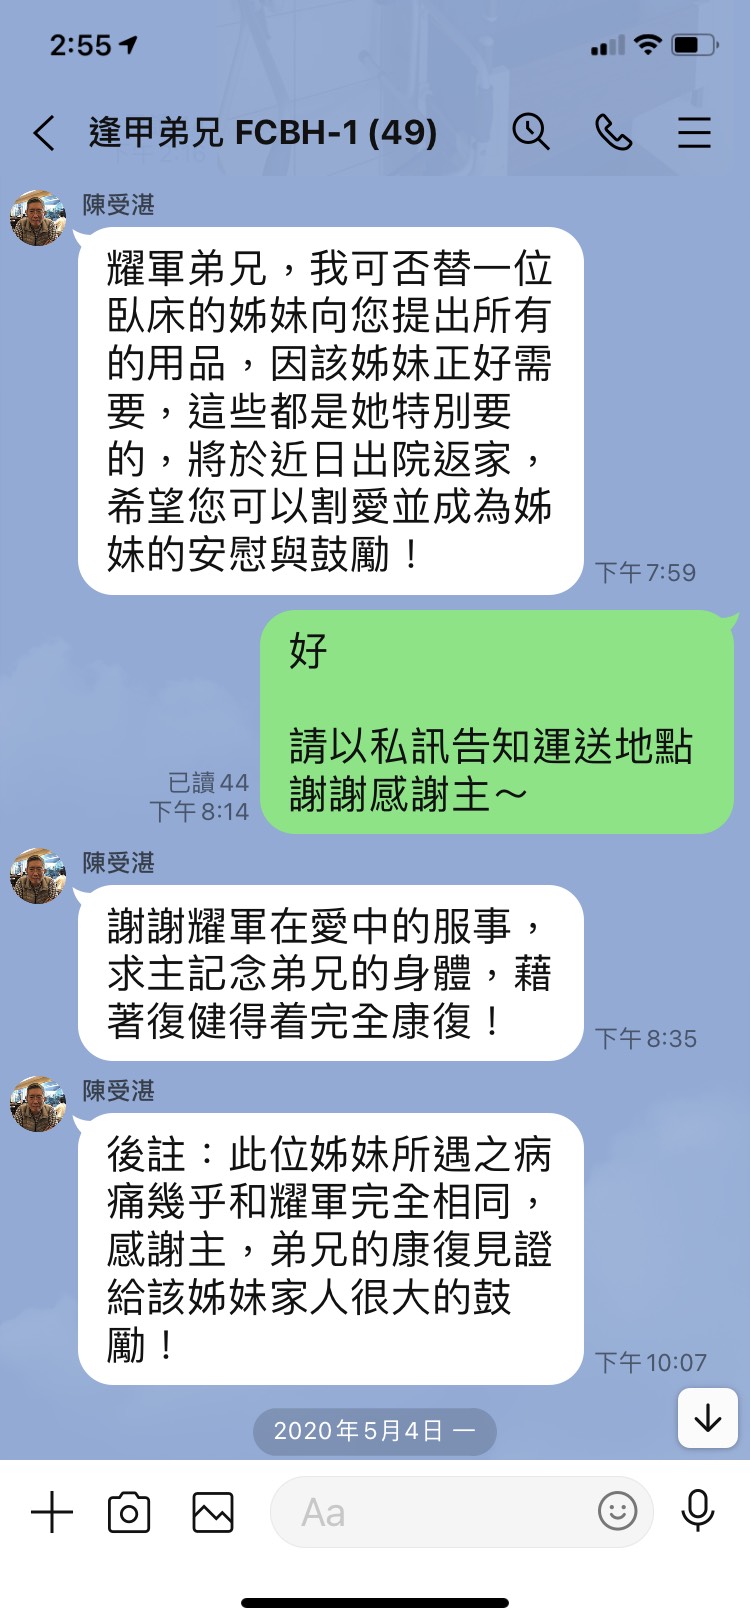 2:55
逢甲弟兄 FCBH-1 (49)
陳受湛
耀軍弟兄，我可否替一位
臥床的姊妹向您提出所有
的用品，因該姊妹正好需
要，這些都是她特別要
的，將於近日出院返家，
希望您可以割愛並成為姊
妹的安慰與鼓勵！
下午7:59
好
請以私訊告知運送地點
謝謝感謝主～
已讀44
下午8:14
陳受湛
謝謝耀軍在愛中的服事，
求主記念弟兄的身體，藉
著復健得着完全康復！
下午8:35
陳受湛
後註：此位姊妹所遇之病
痛幾乎和耀軍完全相同，
感謝主，弟兄的康復見證
給該姊妹家人很大的鼓
勵！
下午10:07
2020年5月4日 一
Aa